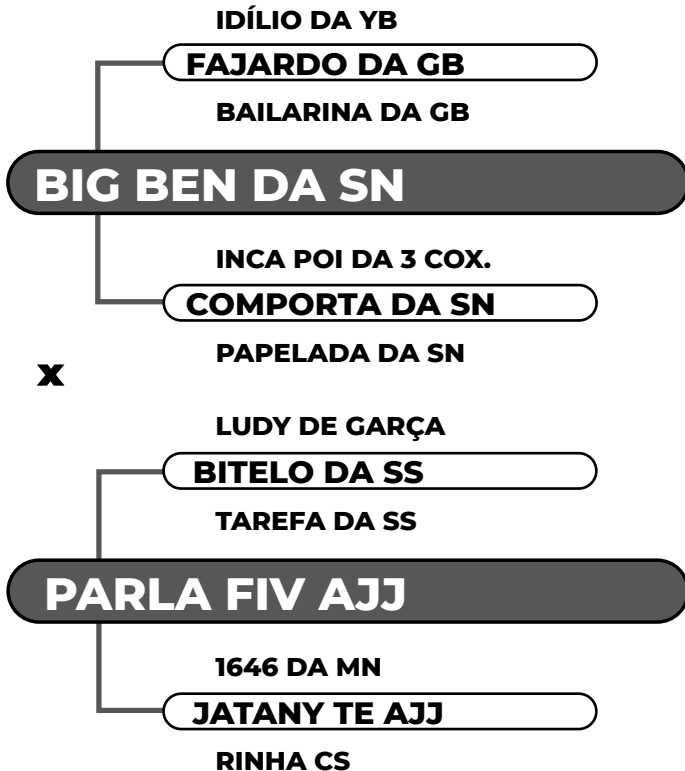 IDÍLIO DA YB
FAJARDO DA GB
BAILARINA DA GB
BIG BEN DA SN
INCA POI DA 3 COX.
COMPORTA DA SN
PAPELADA DA SN
X
LUDY DE GARÇA
BITELO DA SS
TAREFA DA SS
PARLA FIV AJJ
1646 DA MN
JATANY TE AJJ
RINHA CS